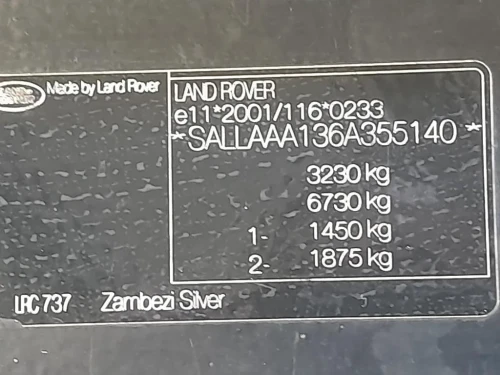 Made by Land Rover
LAND ROVER
e11*2001/116*0233
*SALLAAA136A355140*
3230 kg
6730 kg
1- 1450 kg
2- 1875 kg
LRC 737 Zambezi Silver